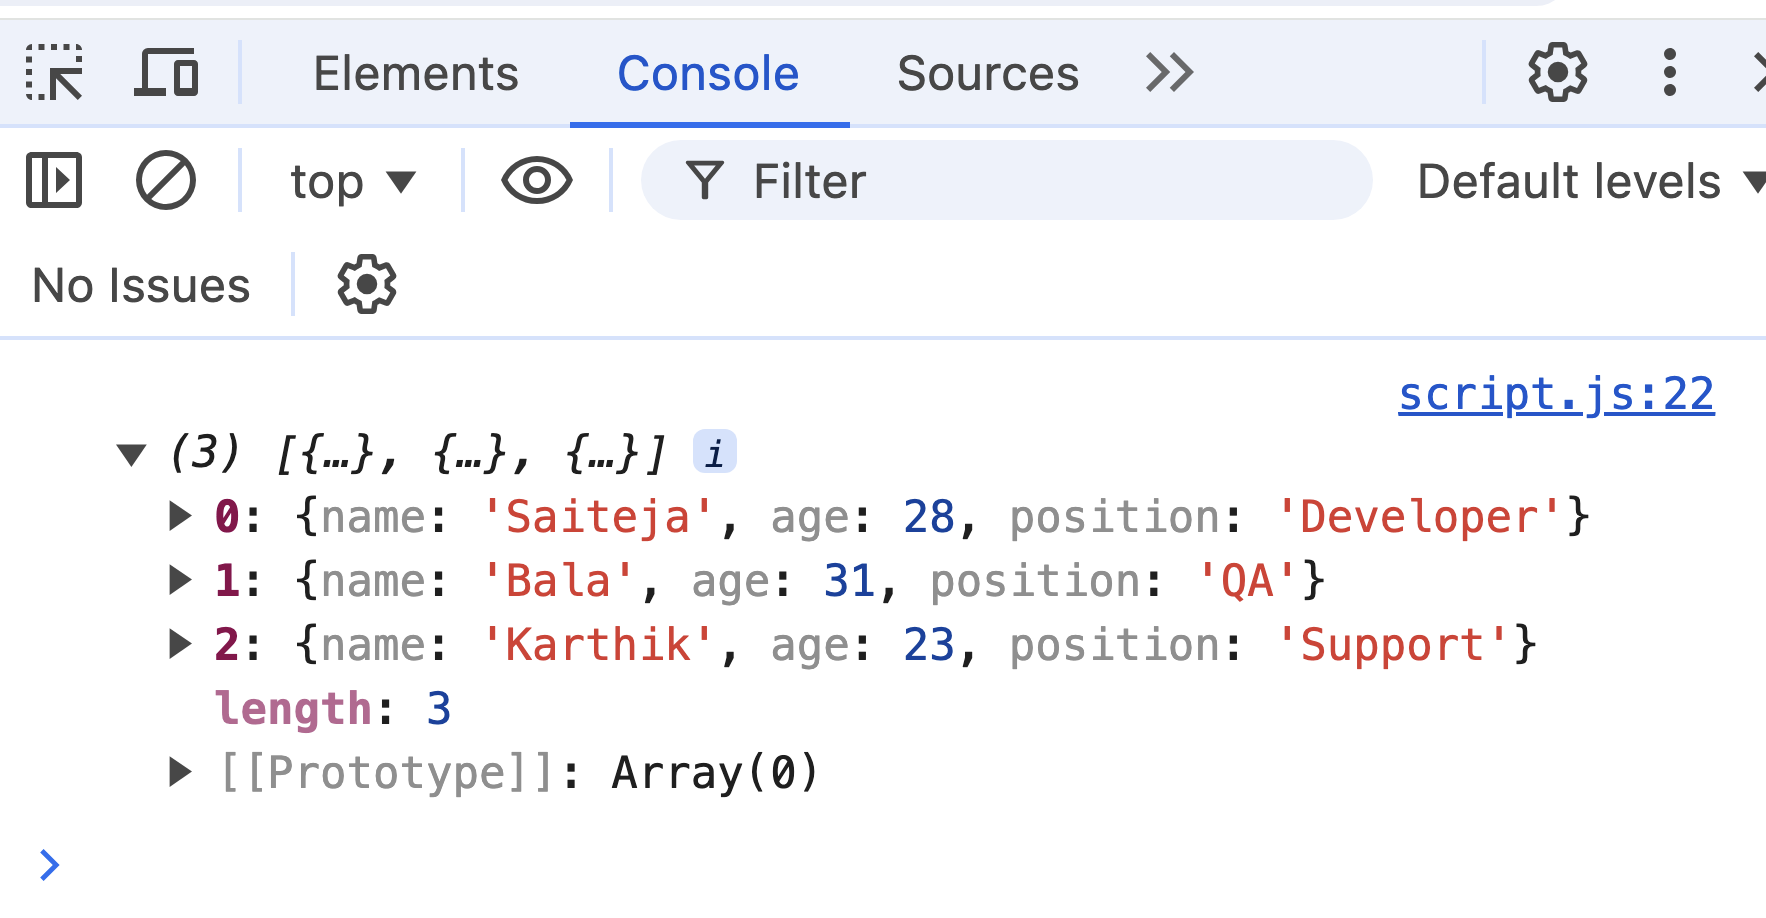 Elements Console Sources
top Filter Default levels
No Issues
script.js:22
(3) [{…}, {…}, {…}] i
0: {name: 'Saiteja', age: 28, position: 'Developer'}
1: {name: 'Bala', age: 31, position: 'QA'}
2: {name: 'Karthik', age: 23, position: 'Support'}
length: 3
[[Prototype]]: Array(0)